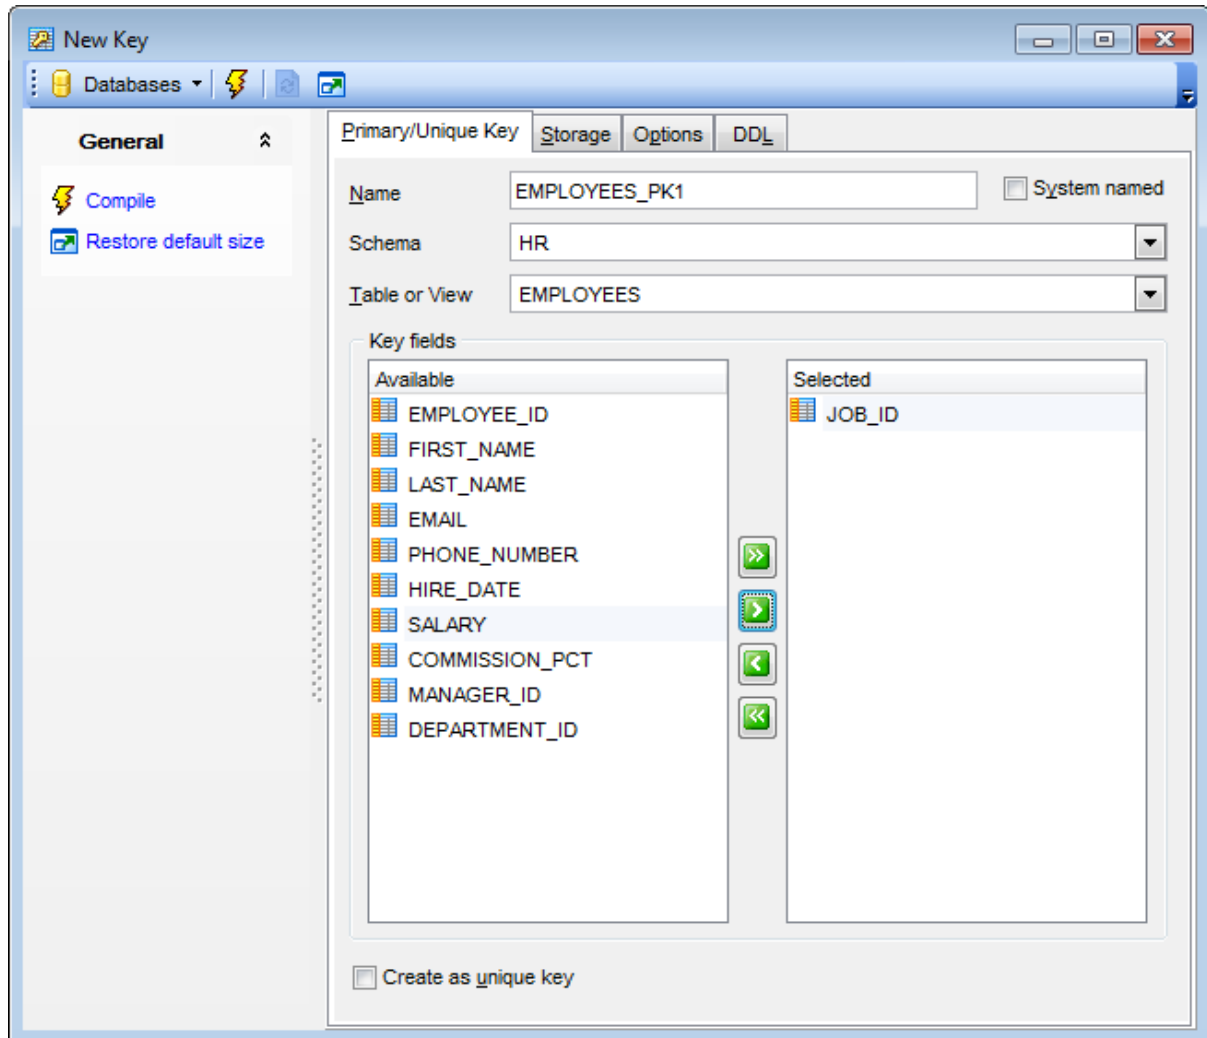 New Key
Databases
General
Compile
Restore default size
Primary/Unique Key Storage Options DDL
Name EMPLOYEES_PK1 System named
Schema HR
Table or View EMPLOYEES
Key fields
Available Selected
EMPLOYEE_ID JOB_ID
FIRST_NAME
LAST_NAME
EMAIL
PHONE_NUMBER
HIRE_DATE
SALARY
COMMISSION_PCT
MANAGER_ID
DEPARTMENT_ID
Create as unique key